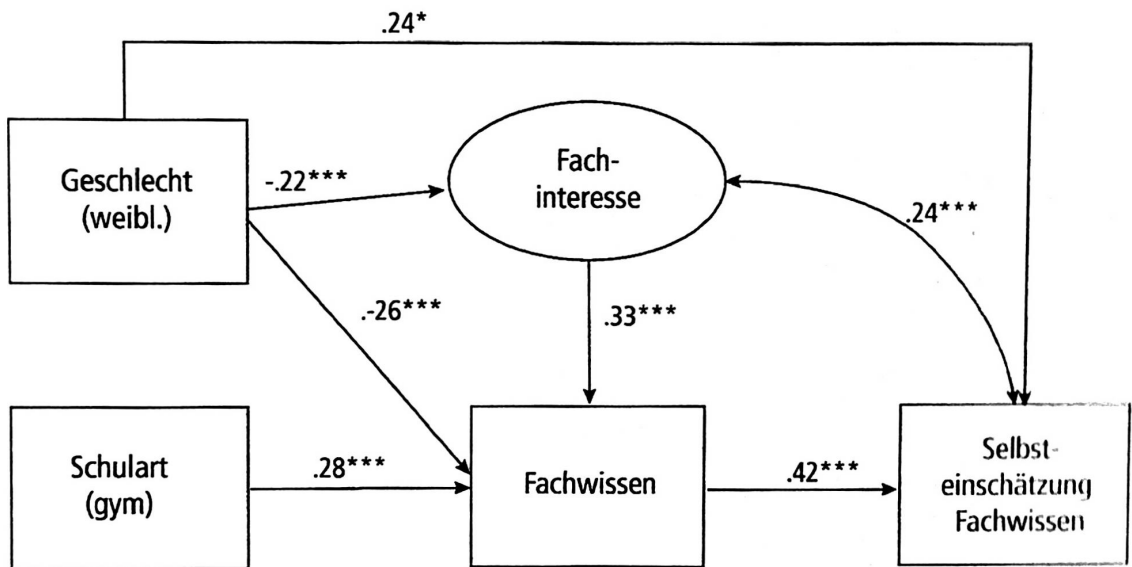 .24*
Geschlecht
(weibl.)
-.22***
Fach-
interesse
.24***
.-26***
.33***
Schulart
(gym)
.28***
Fachwissen
.42***
Selbst-
einschätzung
Fachwissen